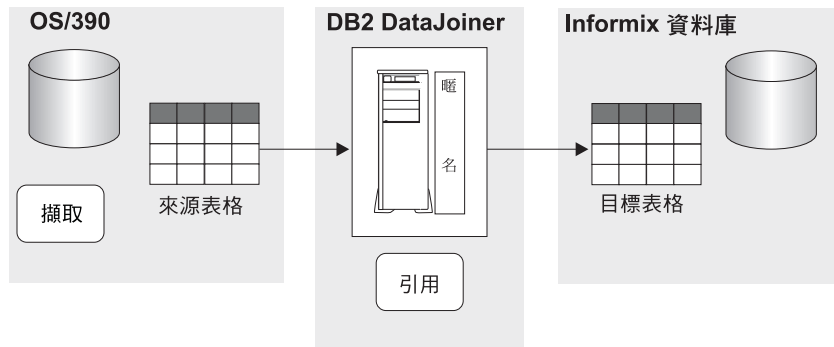 OS/390
來源表格
擷取
DB2 DataJoiner
暱名
引用
Informix 資料庫
目標表格